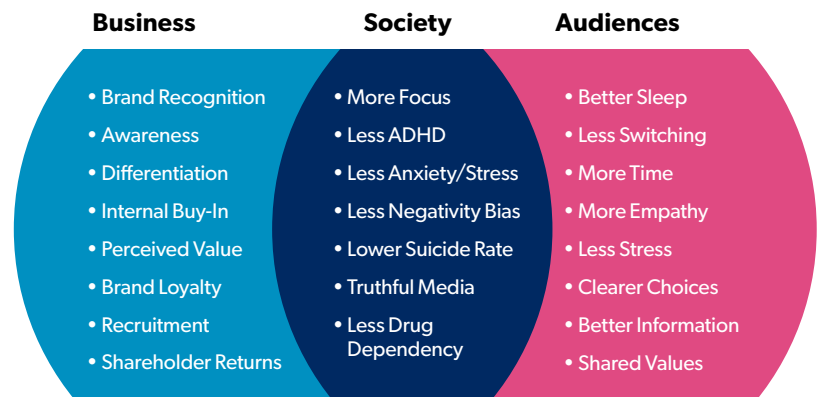 Business
• Brand Recognition
• Awareness
• Differentiation
• Internal Buy-In
• Perceived Value
• Brand Loyalty
• Recruitment
• Shareholder Returns
Society
• More Focus
• Less ADHD
• Less Anxiety/Stress
• Less Negativity Bias
• Lower Suicide Rate
• Truthful Media
• Less Drug
Dependency
Audiences
• Better Sleep
• Less Switching
• More Time
• More Empathy
• Less Stress
• Clearer Choices
• Better Information
• Shared Values